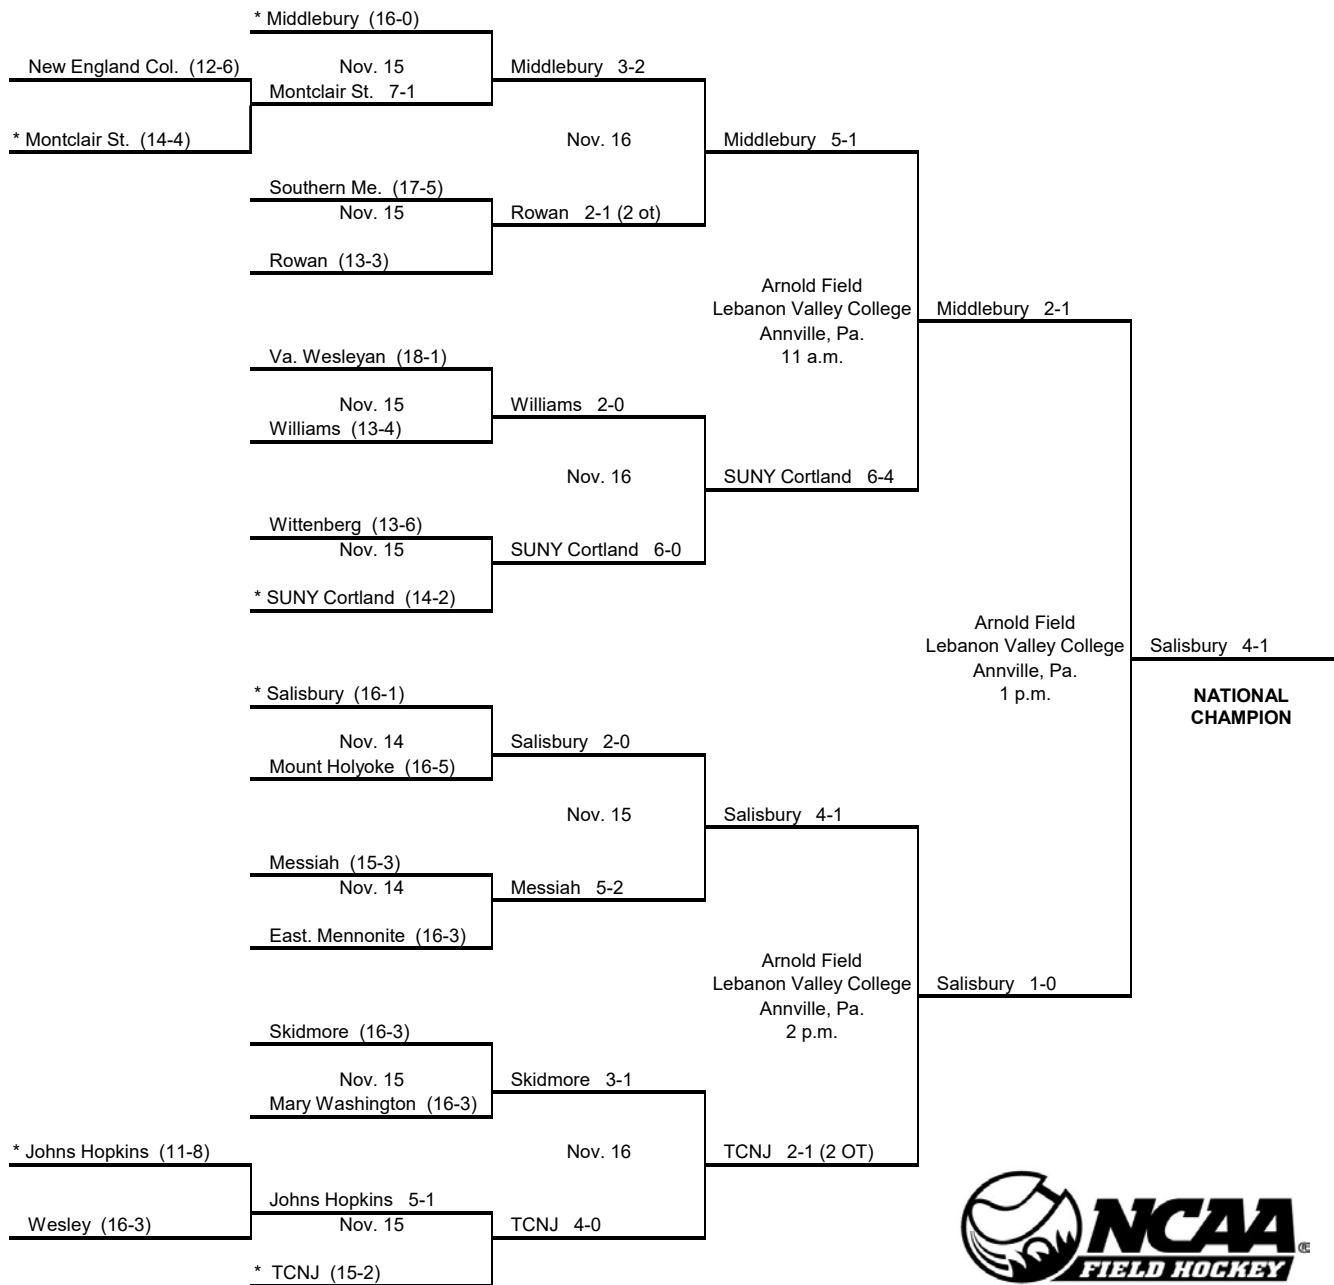 * Middlebury (16-0)
New England Col. (12-6)
Nov. 15
Middlebury 3-2
Montclair St. 7-1
* Montclair St. (14-4)
Nov. 16
Middlebury 5-1
Southern Me. (17-5)
Nov. 15
Rowan 2-1 (2 ot)
Rowan (13-3)
Arnold Field
Lebanon Valley College
Annville, Pa.
11 a.m.
Middlebury 2-1
Va. Wesleyan (18-1)
Nov. 15
Williams 2-0
Williams (13-4)
Nov. 16
SUNY Cortland 6-4
Wittenberg (13-6)
Nov. 15
SUNY Cortland 6-0
* SUNY Cortland (14-2)
Arnold Field
Lebanon Valley College
Annville, Pa.
1 p.m.
Salisbury 4-1
NATIONAL
CHAMPION
* Salisbury (16-1)
Nov. 14
Salisbury 2-0
Mount Holyoke (16-5)
Nov. 15
Salisbury 4-1
Messiah (15-3)
Nov. 14
Messiah 5-2
East. Mennonite (16-3)
Arnold Field
Lebanon Valley College
Annville, Pa.
2 p.m.
Salisbury 1-0
Skidmore (16-3)
Nov. 15
Skidmore 3-1
Mary Washington (16-3)
* Johns Hopkins (11-8)
Nov. 16
TCNJ 2-1 (2 OT)
Johns Hopkins 5-1
Wesley (16-3)
Nov. 15
TCNJ 4-0
* TCNJ (15-2)
NCAA®
FIELD HOCKEY